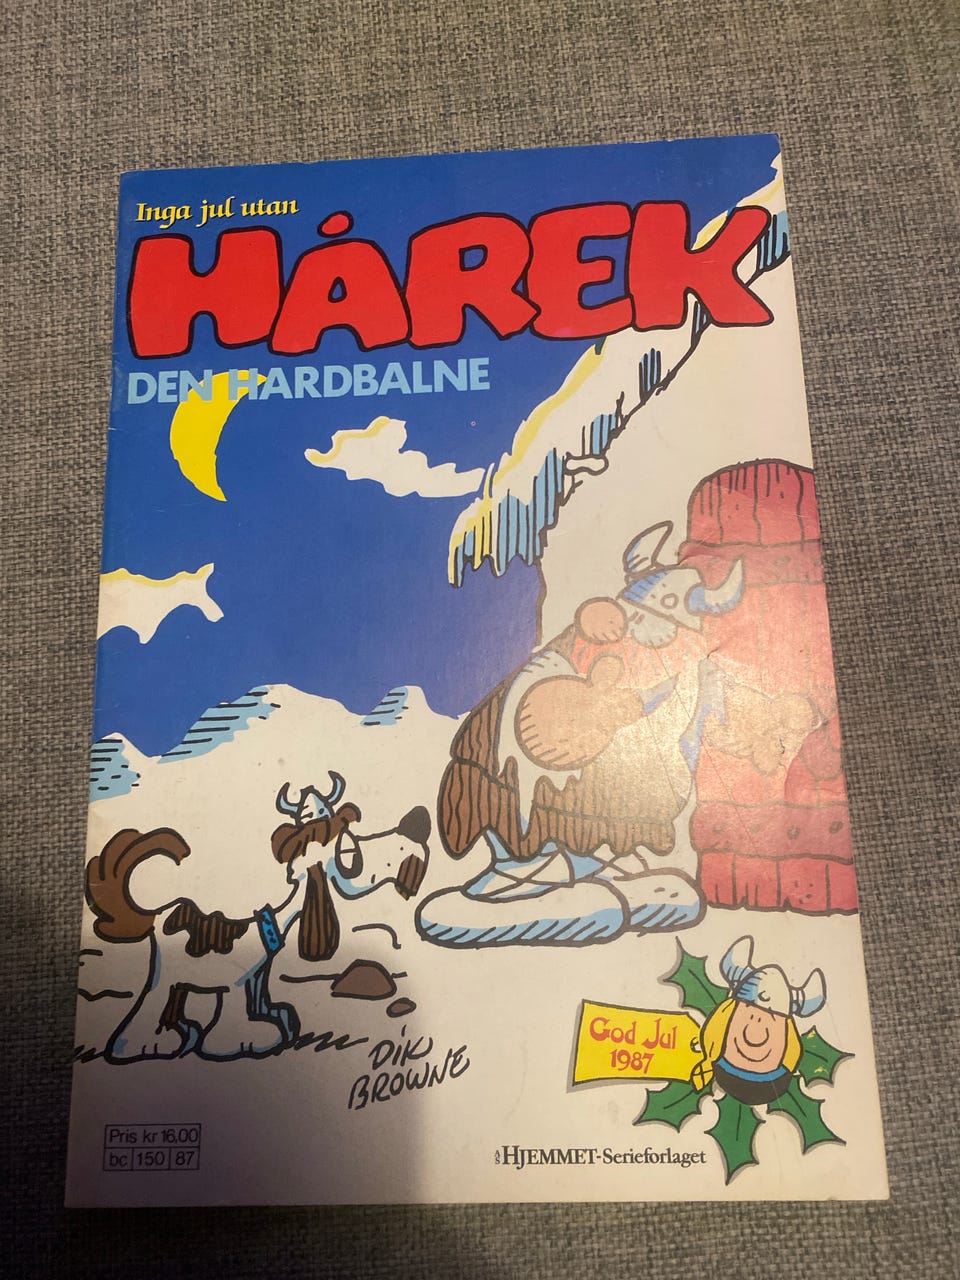 Inga jul utan
HÅREK
DEN HARDBALNE
God Jul
1987
DIK
BROWNE
Pris kr 16,00
bc 150 87
A/S HJEMMET-Serieforlaget